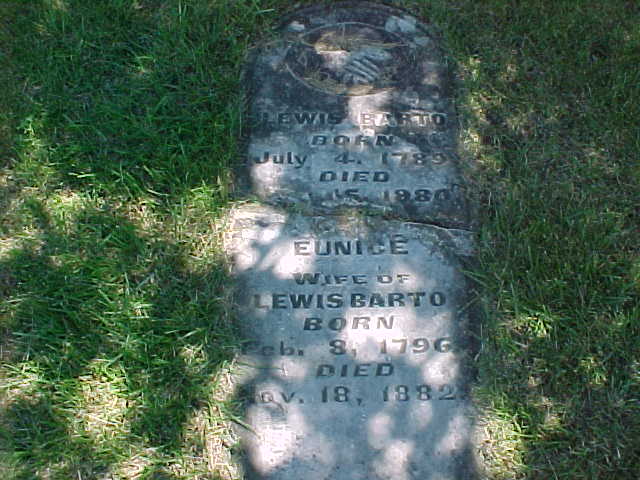 LEWIS BARTO
BORN
July 4, 1789
DIED
15, 1880
EUNICE
WIFE OF
LEWIS BARTO
BORN
Feb. 8, 1796.
DIED
Nov. 18, 1882.